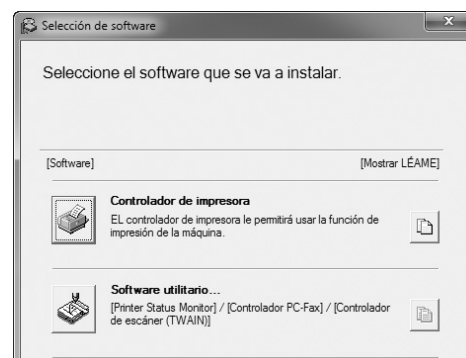 Selección de software
Seleccione el software que se va a instalar.
[Software] [Mostrar LÉAME]
Controlador de impresora
EL controlador de impresora le permitirá usar la función de
impresión de la máquina.
Software utilitario...
[Printer Status Monitor] / [Controlador PC-Fax] / [Controlador
de escáner (TWAIN)]